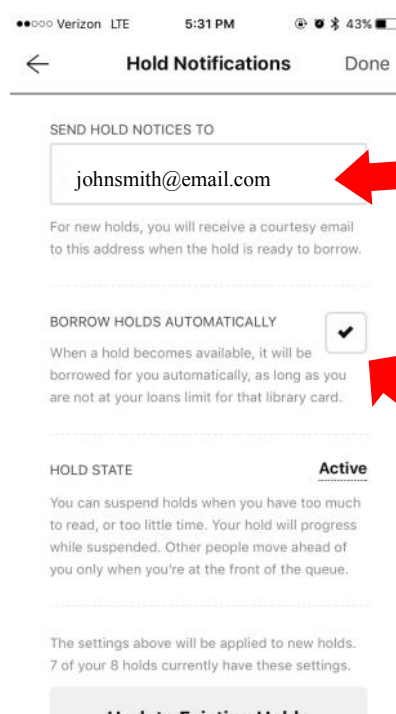 Verizon LTE 5:31 PM 43%
Hold Notifications Done
SEND HOLD NOTICES TO
johnsmith@email.com
For new holds, you will receive a courtesy email
to this address when the hold is ready to borrow.
BORROW HOLDS AUTOMATICALLY
When a hold becomes available, it will be
borrowed for you automatically, as long as you
are not at your loans limit for that library card.
HOLD STATE Active
You can suspend holds when you have too much
to read, or too little time. Your hold will progress
while suspended. Other people move ahead of
you only when you're at the front of the queue.
The settings above will be applied to new holds.
7 of your 8 holds currently have these settings.
Update Existing Holds